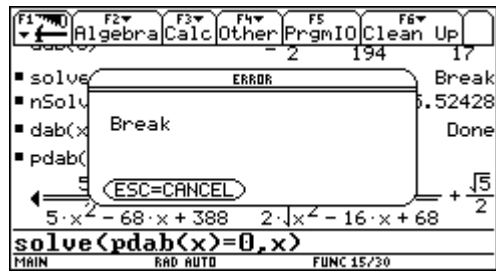 F1 F2 Algebra F3 Calc F4 Other F5 PrgmIO F6 Clean Up
2 194 17
solve Break
ERROR
nSolv 5.52428
Break
dab(x Done
pdab(
ESC=CANCEL
5 + √5
5·x²-68·x+388 2·√x²-16·x+68 2
solve(pdab(x)=0,x)
MAIN RAD AUTO FUNC 15/30